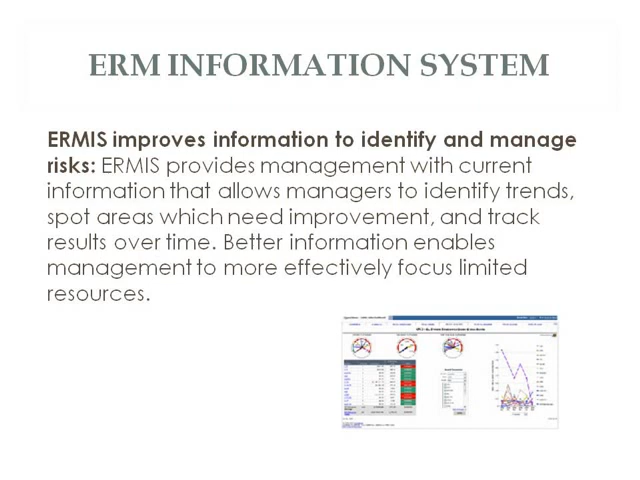 ERM INFORMATION SYSTEM
ERMIS improves information to identify and manage
risks: ERMIS provides management with current
information that allows managers to identify trends,
spot areas which need improvement, and track
results over time. Better information enables
management to more effectively focus limited
resources.